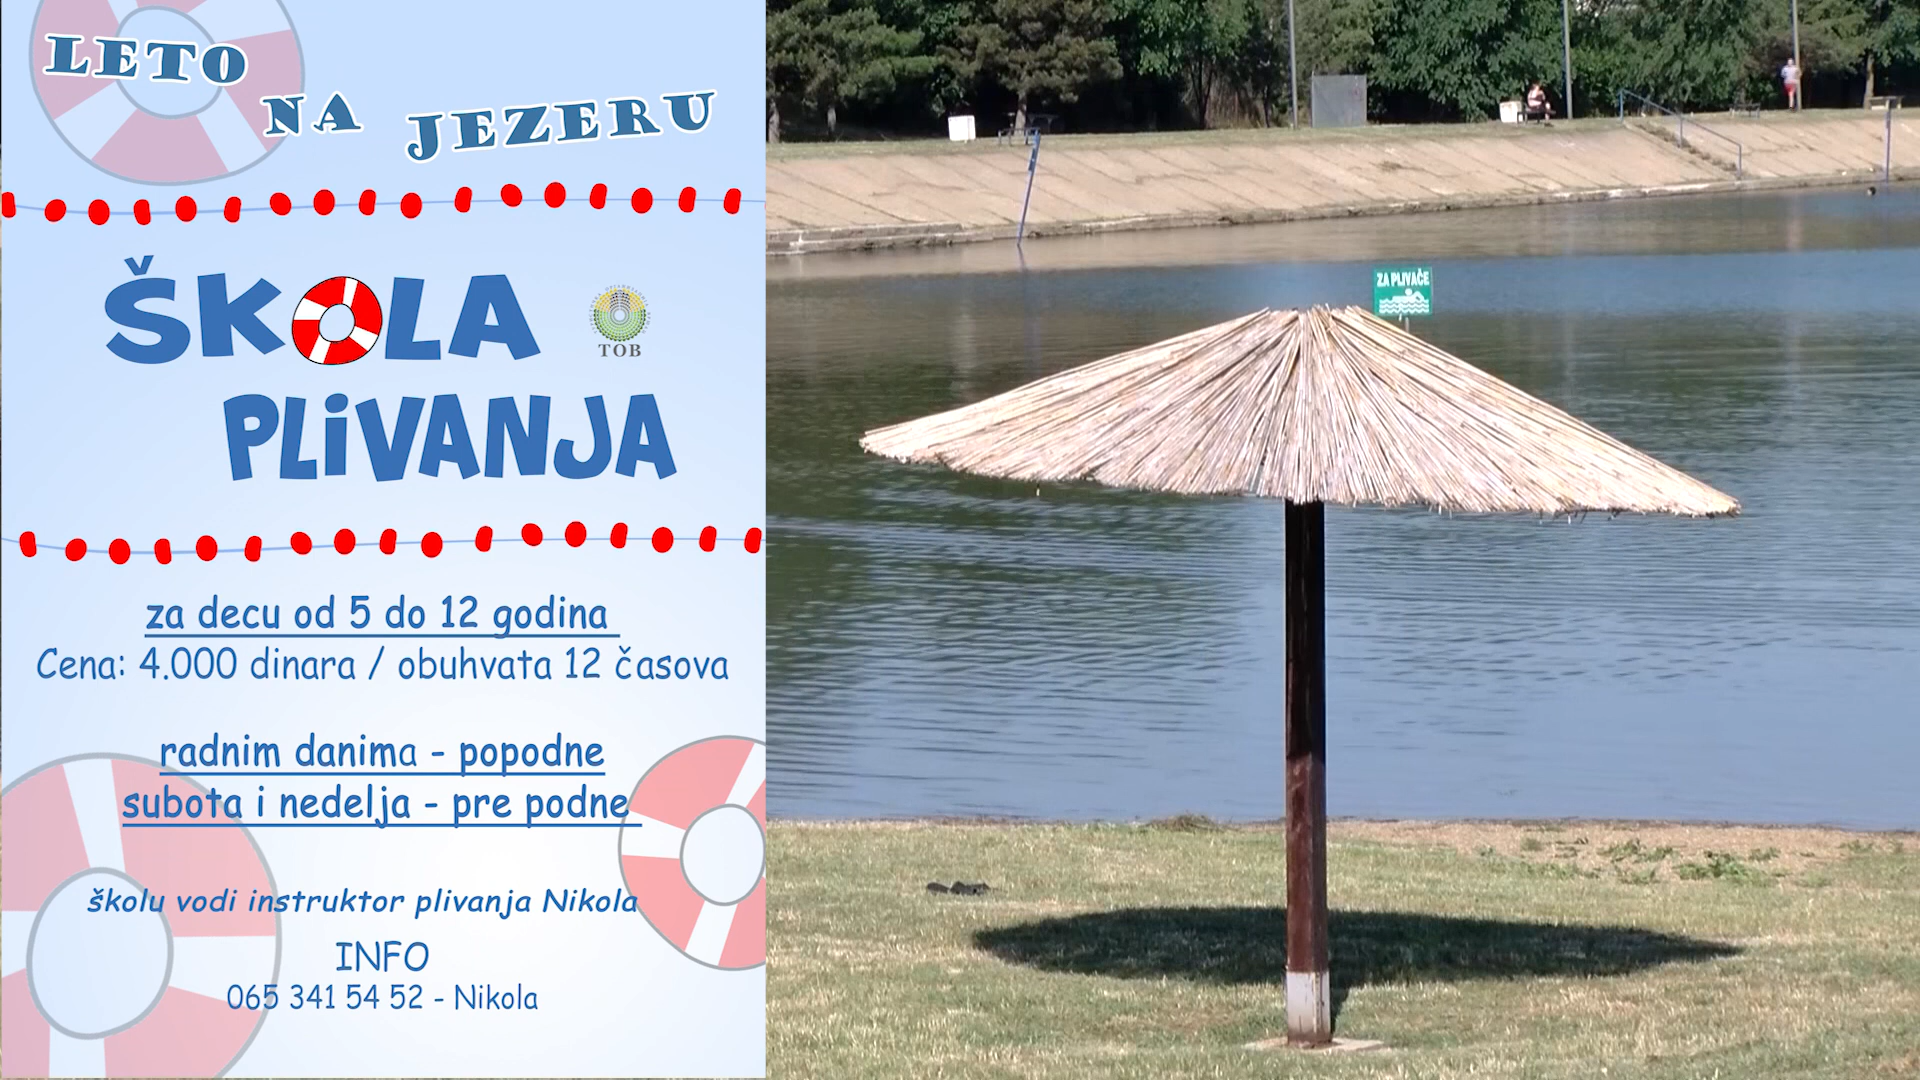 LETO
NA JEZERU
ŠKOLA
TOB
PLIVANJA
za decu od 5 do 12 godina
Cena: 4.000 dinara / obuhvata 12 časova
radnim danima - popodne
subota i nedelja - pre podne
školu vodi instruktor plivanja Nikola
INFO
065 341 54 52 - Nikola
ZA PLIVAČE